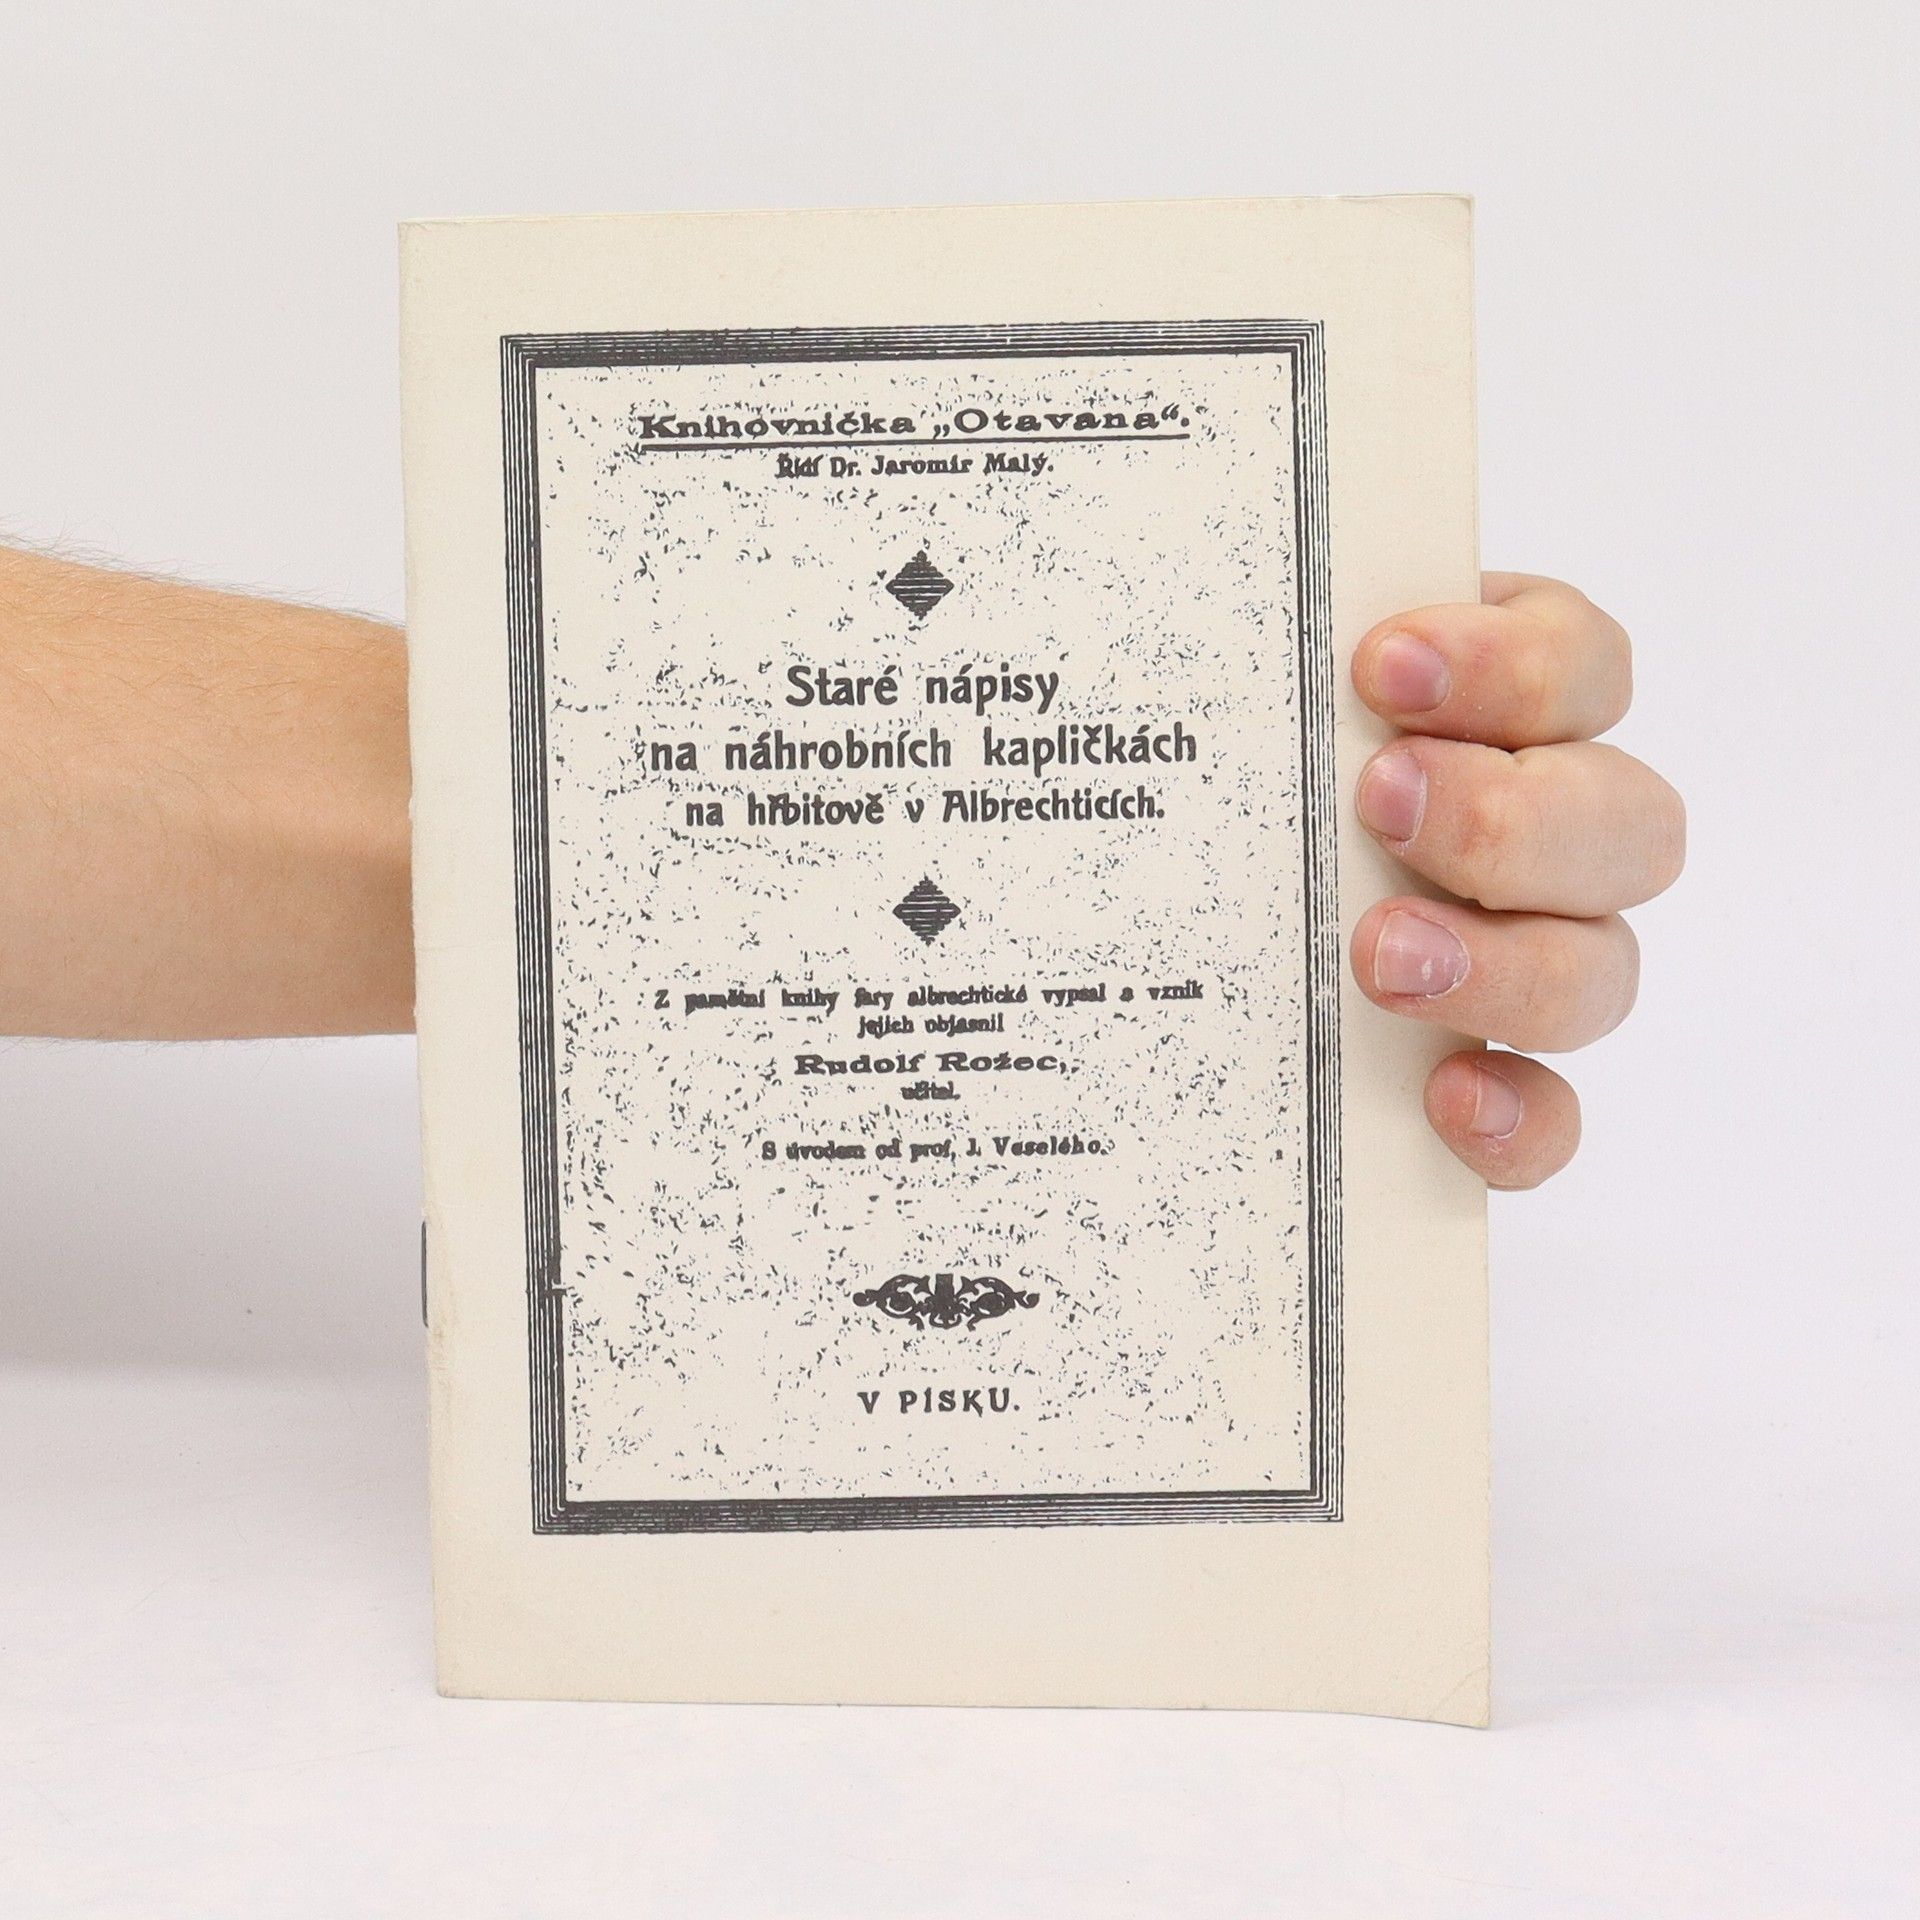 Knihovnička „Otavana“.
Řídí Dr. Jaromír Malý.
Staré nápisy
na náhrobních kapličkách
na hřbitově v Albrechticích.
Z pamětní knihy fary albrechtické vypsal a vznik
jejich objasnil
Rudolf Rožec,
učitel.
S úvodem od prof. J. Veselého.
V PÍSKU.